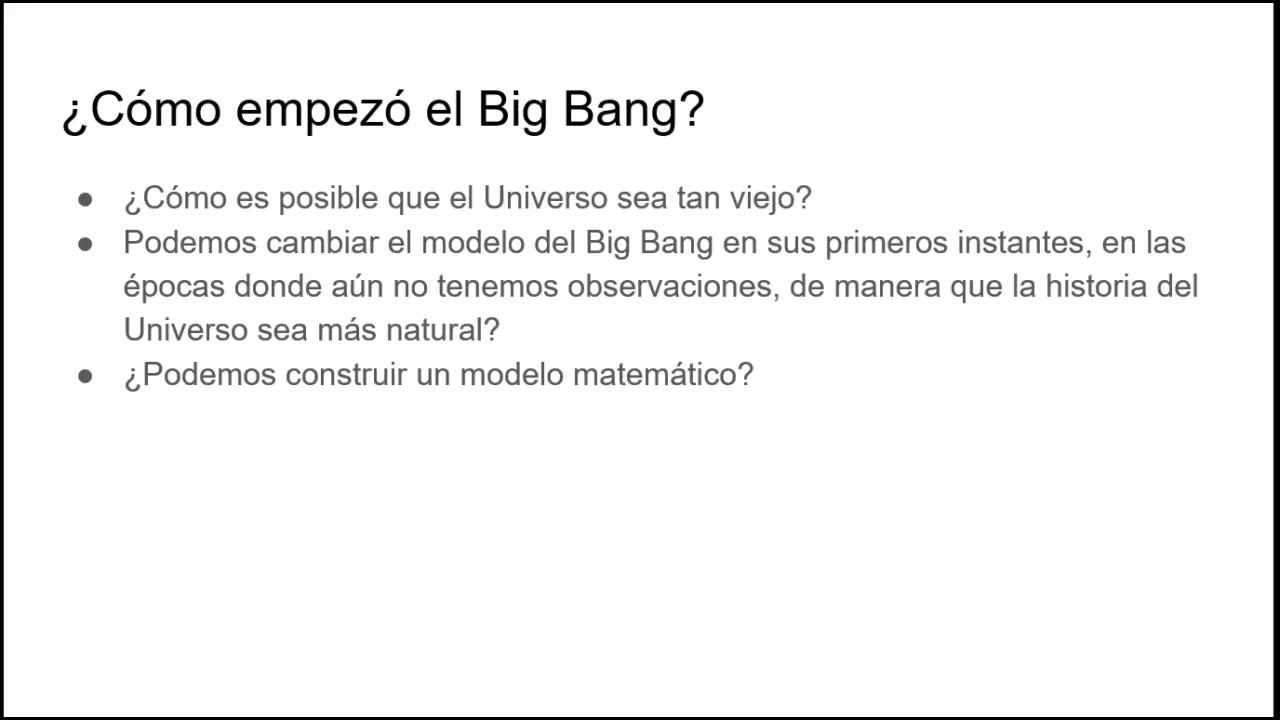 ¿Cómo empezó el Big Bang?
● ¿Cómo es posible que el Universo sea tan viejo?
● Podemos cambiar el modelo del Big Bang en sus primeros instantes, en las
épocas donde aún no tenemos observaciones, de manera que la historia del
Universo sea más natural?
● ¿Podemos construir un modelo matemático?